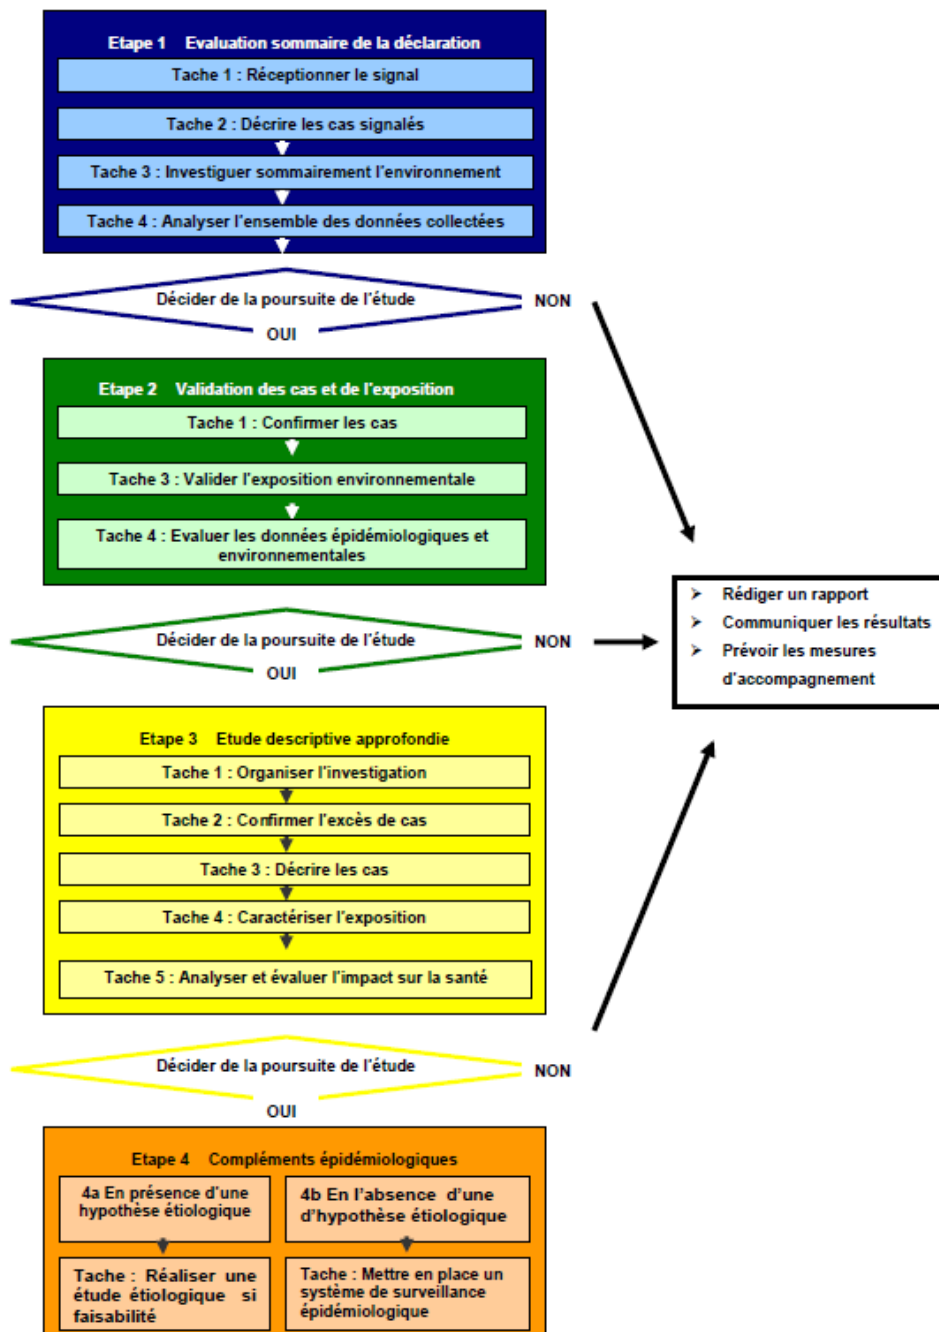 Etape 1 Evaluation sommaire de la déclaration
Tache 1 : Réceptionner le signal
Tache 2 : Décrire les cas signalés
Tache 3 : Investiguer sommairement l'environnement
Tache 4 : Analyser l'ensemble des données collectées
Décider de la poursuite de l'étude
NON
OUI
Etape 2 Validation des cas et de l'exposition
Tache 1 : Confirmer les cas
Tache 3 : Valider l'exposition environnementale
Tache 4 : Evaluer les données épidémiologiques et
environnementales
Décider de la poursuite de l'étude
NON
OUI
➢ Rédiger un rapport
➢ Communiquer les résultats
➢ Prévoir les mesures
d'accompagnement
Etape 3 Etude descriptive approfondie
Tache 1 : Organiser l'investigation
Tache 2 : Confirmer l'excès de cas
Tache 3 : Décrire les cas
Tache 4 : Caractériser l'exposition
Tache 5 : Analyser et évaluer l'impact sur la santé
Décider de la poursuite de l'étude
NON
OUI
Etape 4 Compléments épidémiologiques
4a En présence d'une
hypothèse étiologique
4b En l'absence d'une
d'hypothèse étiologique
Tache : Réaliser une
étude étiologique si
faisabilité
Tache : Mettre en place un
système de surveillance
épidémiologique